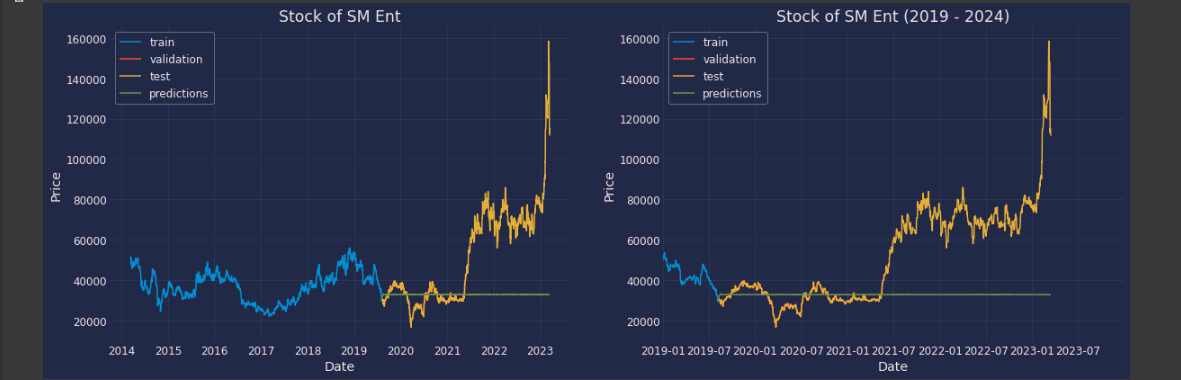 Stock of SM Ent
train
validation
test
predictions
160000
140000
120000
100000
80000
60000
40000
20000
Price
2014 2015 2016 2017 2018 2019 2020 2021 2022 2023
Date
Stock of SM Ent (2019 - 2024)
train
validation
test
predictions
160000
140000
120000
100000
80000
60000
40000
20000
Price
2019-01 2019-07 2020-01 2020-07 2021-01 2021-07 2022-01 2022-07 2023-01 2023-07
Date